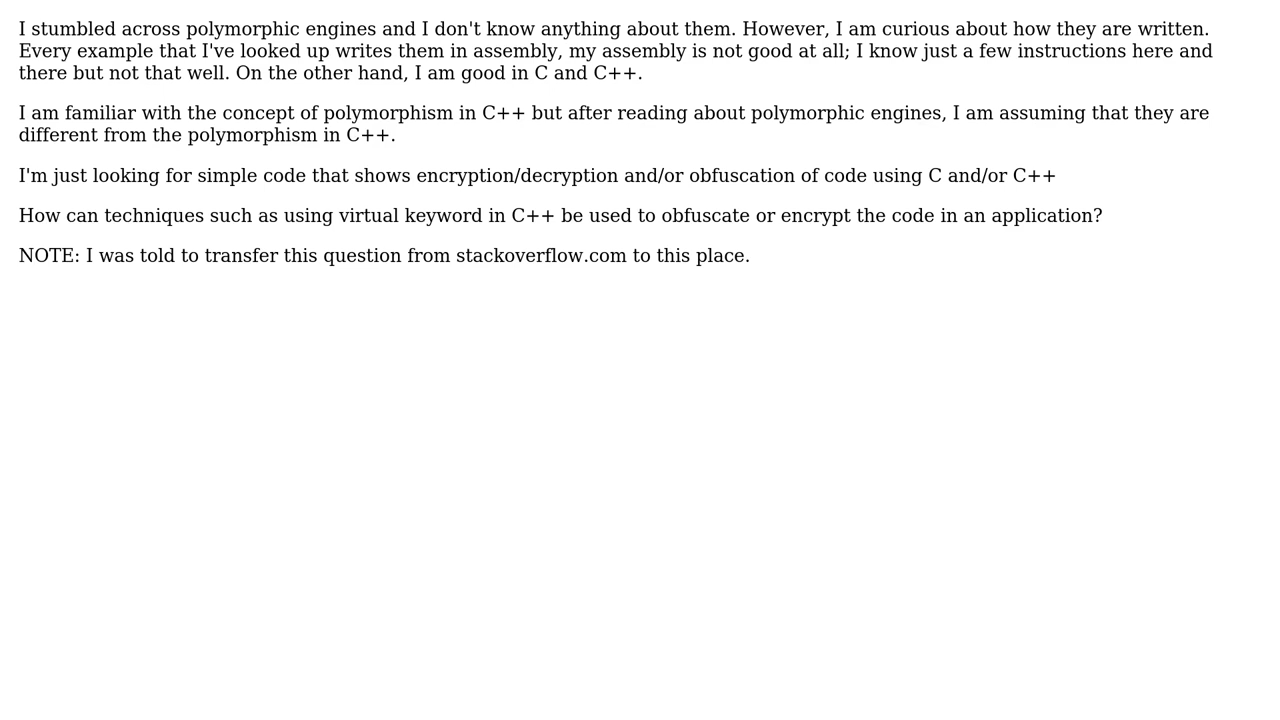 I stumbled across polymorphic engines and I don't know anything about them. However, I am curious about how they are written.
Every example that I've looked up writes them in assembly, my assembly is not good at all; I know just a few instructions here and
there but not that well. On the other hand, I am good in C and C++.
I am familiar with the concept of polymorphism in C++ but after reading about polymorphic engines, I am assuming that they are
different from the polymorphism in C++.
I'm just looking for simple code that shows encryption/decryption and/or obfuscation of code using C and/or C++
How can techniques such as using virtual keyword in C++ be used to obfuscate or encrypt the code in an application?
NOTE: I was told to transfer this question from stackoverflow.com to this place.